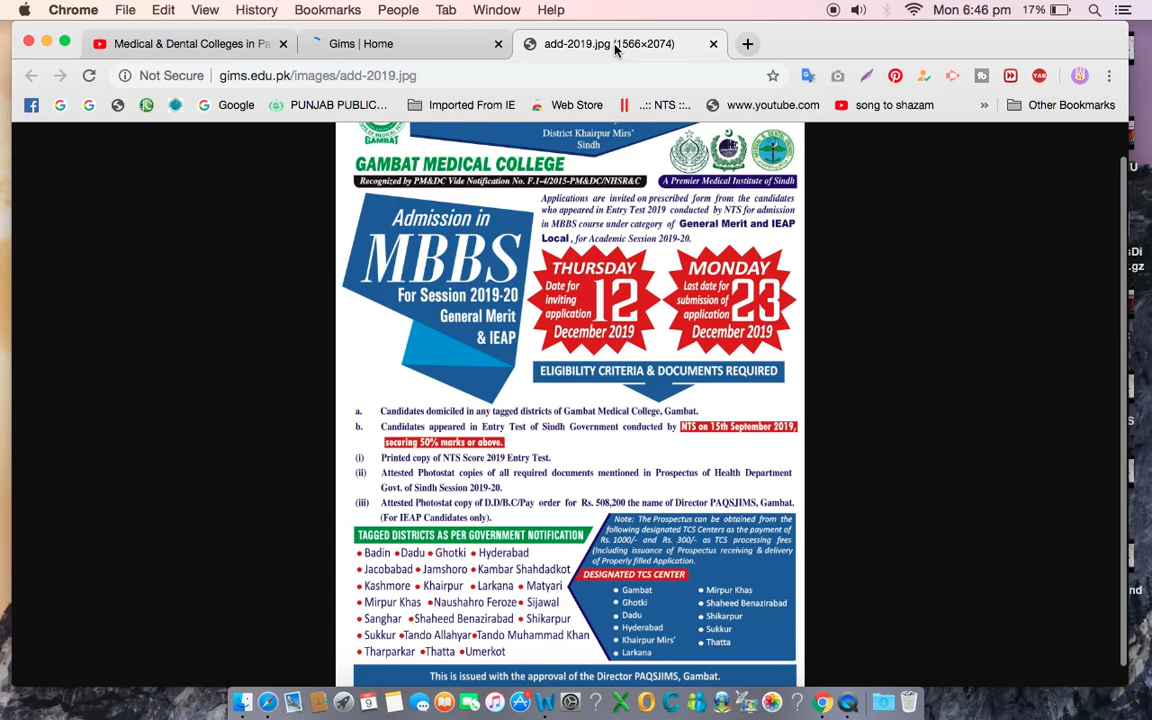 Chrome File Edit View History Bookmarks People Tab Window Help Mon 6:46 pm 17%
Medical & Dental Colleges in Pa
Gims | Home
add-2019.jpg (1566×2074)
Not Secure gims.edu.pk/images/add-2019.jpg
Google PUNJAB PUBLIC... Imported From IE Web Store ..:: NTS ::.. www.youtube.com song to shazam » Other Bookmarks
District Khairpur Mirs'
Sindh
GAMBAT
GAMBAT MEDICAL COLLEGE
Recognized by PM&DC Vide Notification No. F.1-4/2015-PM&DC/NHSR&C
A Premier Medical Institute of Sindh
Admission in
MBBS
For Session 2019-20
General Merit
& IEAP
Applications are invited on prescribed form from the candidates
who appeared in Entry Test 2019 conducted by NTS for admission
in MBBS course under category of General Merit and IEAP
Local, for Academic Session 2019-20.
THURSDAY
Date for
inviting
application
12
December 2019
MONDAY
Last date for
submission of
application
23
December 2019
ELIGIBILITY CRITERIA & DOCUMENTS REQUIRED
a. Candidates domiciled in any tagged districts of Gambat Medical College, Gambat.
b. Candidates appeared in Entry Test of Sindh Government conducted by NTS on 15th September 2019,
securing 50% marks or above.
(i) Printed copy of NTS Score 2019 Entry Test.
(ii) Attested Photostat copies of all required documents mentioned in Prospectus of Health Department
Govt. of Sindh Session 2019-20.
(iii) Attested Photostat copy of D.D/B.C/Pay order for Rs. 508,200 the name of Director PAQSJIMS, Gambat.
(For IEAP Candidates only).
TAGGED DISTRICTS AS PER GOVERNMENT NOTIFICATION
• Badin • Dadu • Ghotki • Hyderabad
• Jacobabad • Jamshoro • Kambar Shahdadkot
• Kashmore • Khairpur • Larkana • Matyari
• Mirpur Khas • Naushahro Feroze • Sijawal
• Sanghar • Shaheed Benazirabad • Shikarpur
• Sukkur • Tando Allahyar • Tando Muhammad Khan
• Tharparkar • Thatta • Umerkot
Note: The Prospectus can be obtained from the
following designated TCS Centers as the payment of
Rs. 1000/- and Rs. 300/- as TCS processing fees
(Including issuance of Prospectus receiving & delivery
of Properly filled Application.
DESIGNATED TCS CENTER
• Gambat
• Ghotki
• Dadu
• Hyderabad
• Khairpur Mirs'
• Larkana
• Mirpur Khas
• Shaheed Benazirabad
• Shikarpur
• Sukkur
• Thatta
This is issued with the approval of the Director PAQSJIMS, Gambat.